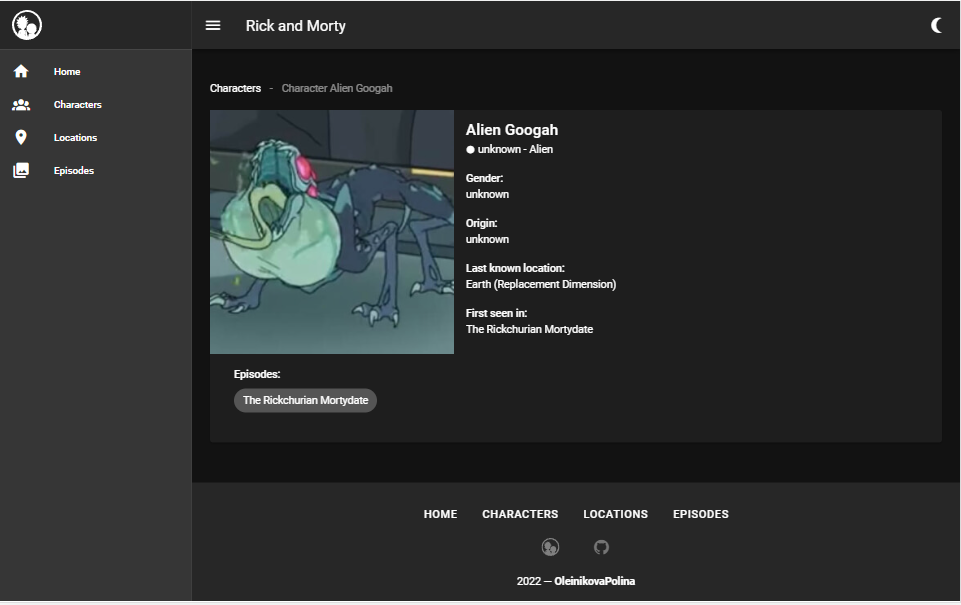 Rick and Morty
Home
Characters
Locations
Episodes
Characters - Character Alien Googah
Alien Googah
unknown - Alien
Gender:
unknown
Origin:
unknown
Last known location:
Earth (Replacement Dimension)
First seen in:
The Rickchurian Mortydate
Episodes:
The Rickchurian Mortydate
HOME CHARACTERS LOCATIONS EPISODES
2022 — OleinikovaPolina